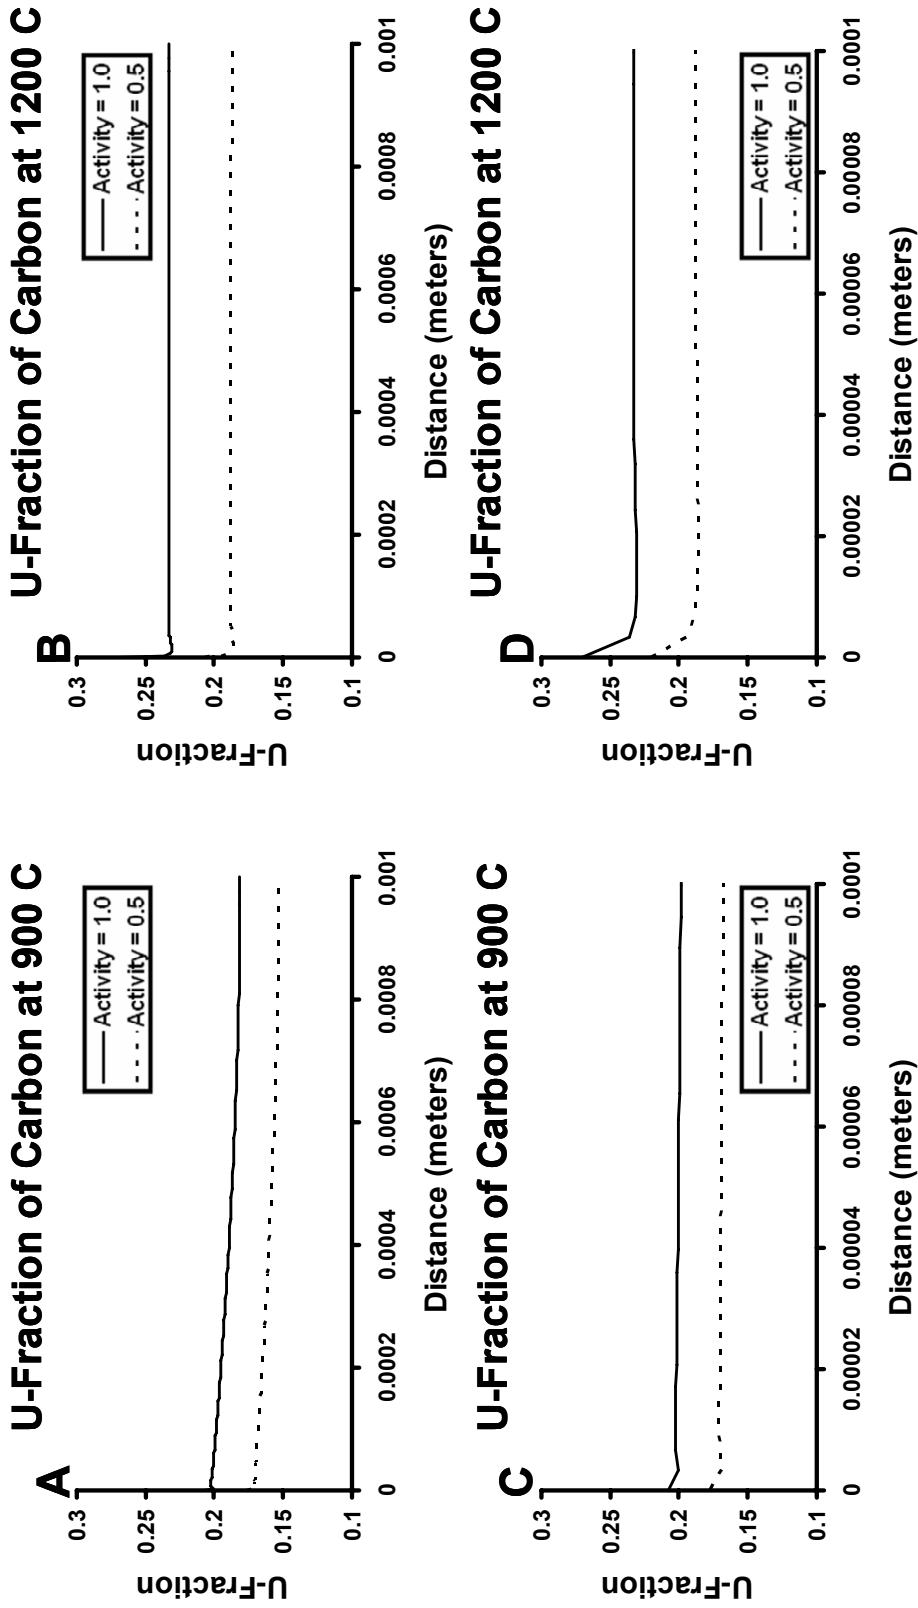 A
U-Fraction of Carbon at 900 C
Activity = 1.0
Activity = 0.5
0.3
0.25
0.2
0.15
0.1
U-Fraction
0
0.0002
0.0004
0.0006
0.0008
0.001
Distance (meters)
B
U-Fraction of Carbon at 1200 C
Activity = 1.0
Activity = 0.5
0.3
0.25
0.2
0.15
0.1
U-Fraction
0
0.0002
0.0004
0.0006
0.0008
0.001
Distance (meters)
C
U-Fraction of Carbon at 900 C
Activity = 1.0
Activity = 0.5
0.3
0.25
0.2
0.15
0.1
U-Fraction
0
0.00002
0.00004
0.00006
0.00008
0.0001
Distance (meters)
D
U-Fraction of Carbon at 1200 C
Activity = 1.0
Activity = 0.5
0.3
0.25
0.2
0.15
0.1
U-Fraction
0
0.00002
0.00004
0.00006
0.00008
0.0001
Distance (meters)